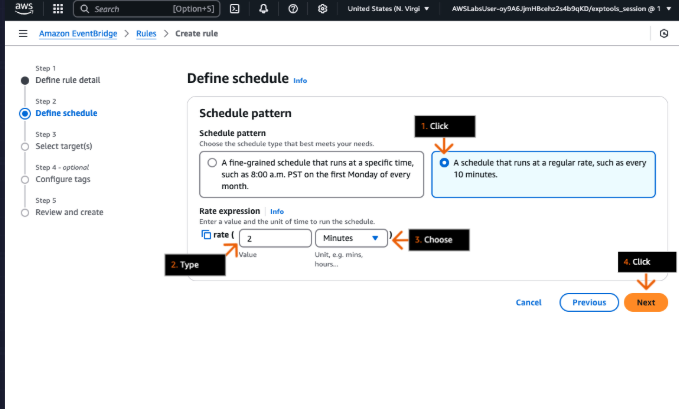 aws
Search
[Option+S]
United States (N. Virgi
AWSLabsUser-oy9A6JjmHBcehz2s4b9qKD/exptools_session @ 1
Amazon EventBridge
Rules
Create rule
Step 1
Define rule detail
Step 2
Define schedule
Step 3
Select target(s)
Step 4 - optional
Configure tags
Step 5
Review and create
Define schedule Info
Schedule pattern
Schedule pattern
Choose the schedule type that best meets your needs.
1. Click
A fine-grained schedule that runs at a specific time,
such as 8:00 a.m. PST on the first Monday of every
month.
A schedule that runs at a regular rate, such as every
10 minutes.
Rate expression Info
Enter a value and the unit of time to run the schedule.
rate (
2
Minutes
)
3. Choose
2. Type
Value
Unit, e.g. mins,
hours...
4. Click
Cancel
Previous
Next